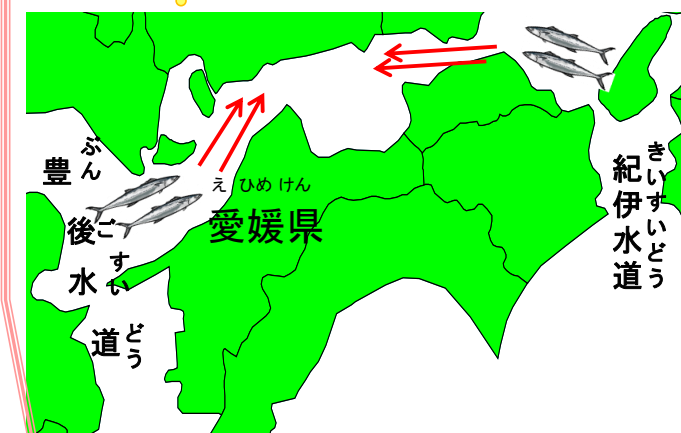 豊後水道
ぶんごすいどう
えひめけん
愛媛県
紀伊水道
きいすいどう